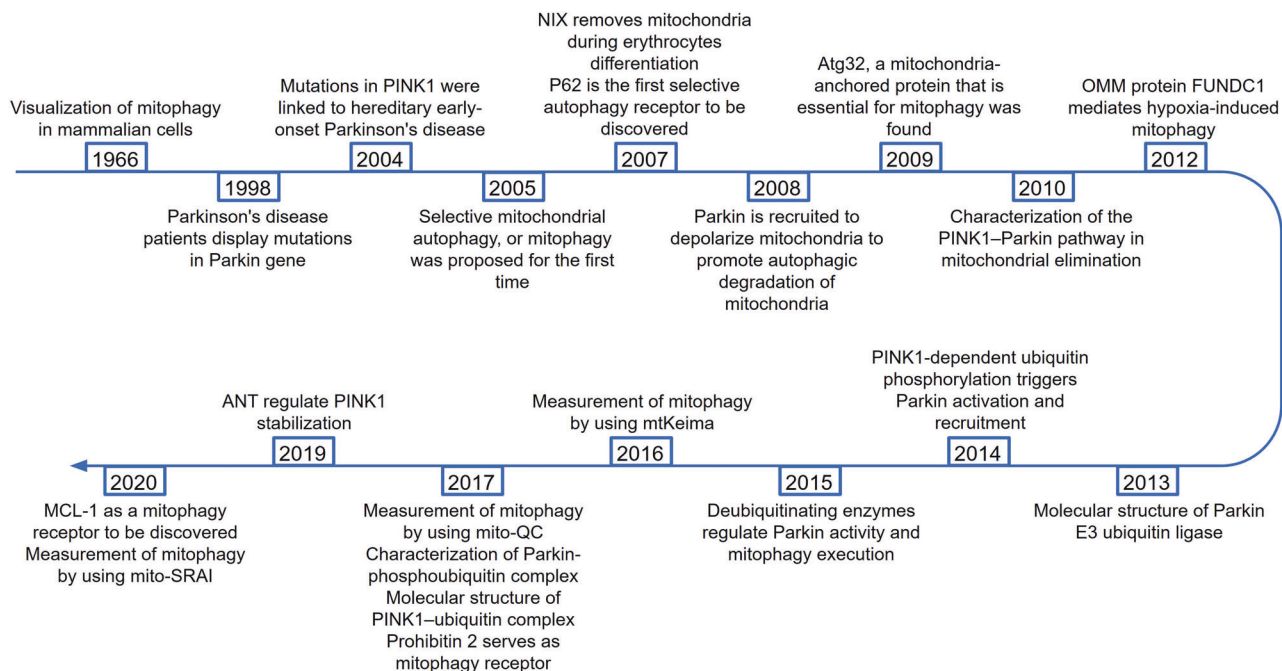 Visualization of mitophagy
in mammalian cells
1966
1998
Parkinson's disease
patients display mutations
in Parkin gene
Mutations in PINK1 were
linked to hereditary early-
onset Parkinson's disease
2004
2005
Selective mitochondrial
autophagy, or mitophagy
was proposed for the first
time
NIX removes mitochondria
during erythrocytes
differentiation
P62 is the first selective
autophagy receptor to be
discovered
2007
2008
Parkin is recruited to
depolarize mitochondria to
promote autophagic
degradation of
mitochondria
Atg32, a mitochondria-
anchored protein that is
essential for mitophagy was
found
2009
2010
Characterization of the
PINK1–Parkin pathway in
mitochondrial elimination
OMM protein FUNDC1
mediates hypoxia-induced
mitophagy
2012
2013
Molecular structure of Parkin
E3 ubiquitin ligase
PINK1-dependent ubiquitin
phosphorylation triggers
Parkin activation and
recruitment
2014
2015
Deubiquitinating enzymes
regulate Parkin activity and
mitophagy execution
Measurement of mitophagy
by using mtKeima
2016
2017
Measurement of mitophagy
by using mito-QC
Characterization of Parkin-
phosphoubiquitin complex
Molecular structure of
PINK1–ubiquitin complex
Prohibitin 2 serves as
mitophagy receptor
ANT regulate PINK1
stabilization
2019
2020
MCL-1 as a mitophagy
receptor to be discovered
Measurement of mitophagy
by using mito-SRAI